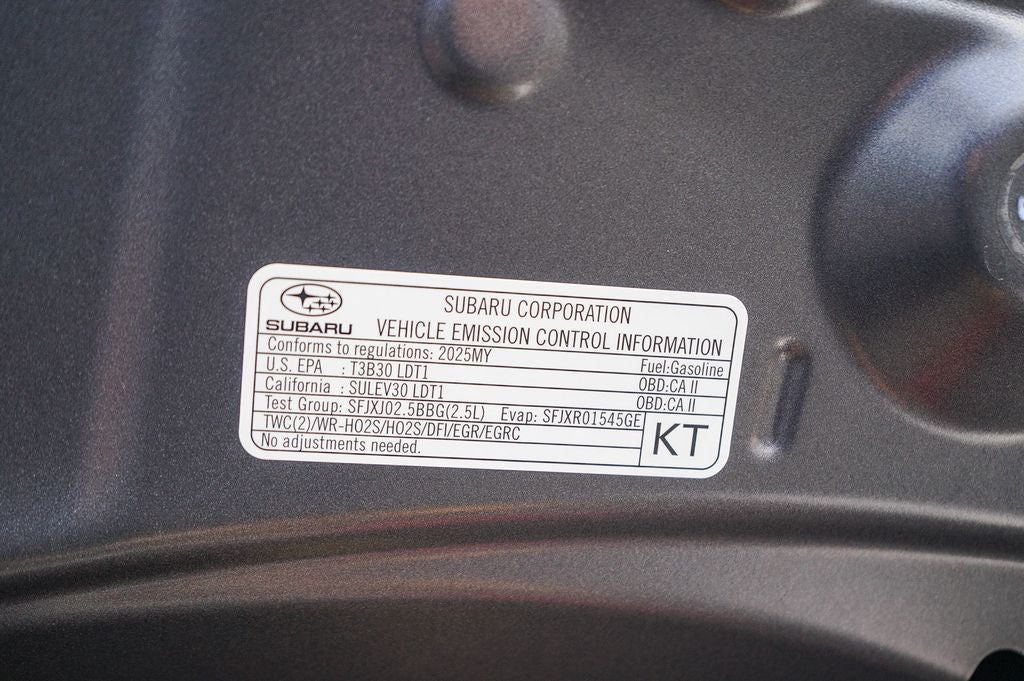 SUBARU
SUBARU CORPORATION
VEHICLE EMISSION CONTROL INFORMATION
Conforms to regulations: 2025MY Fuel:Gasoline
U.S. EPA : T3B30 LDT1 OBD:CA II
California : SULEV30 LDT1 OBD:CA II
Test Group: SFJXJ02.5BBG(2.5L) Evap: SFJXR01545GE
TWC(2)/WR-HO2S/HO2S/DFI/EGR/EGRC
No adjustments needed.
KT